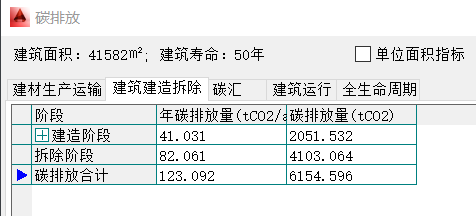 碳排放
建筑面积: 41582㎡; 建筑寿命: 50年 单位面积指标
建材生产运输 建筑建造拆除 碳汇 建筑运行 全生命周期
阶段 年碳排放量(tCO2/a 碳排放量(tCO2)
建造阶段 41.031 2051.532
拆除阶段 82.061 4103.064
碳排放合计 123.092 6154.596